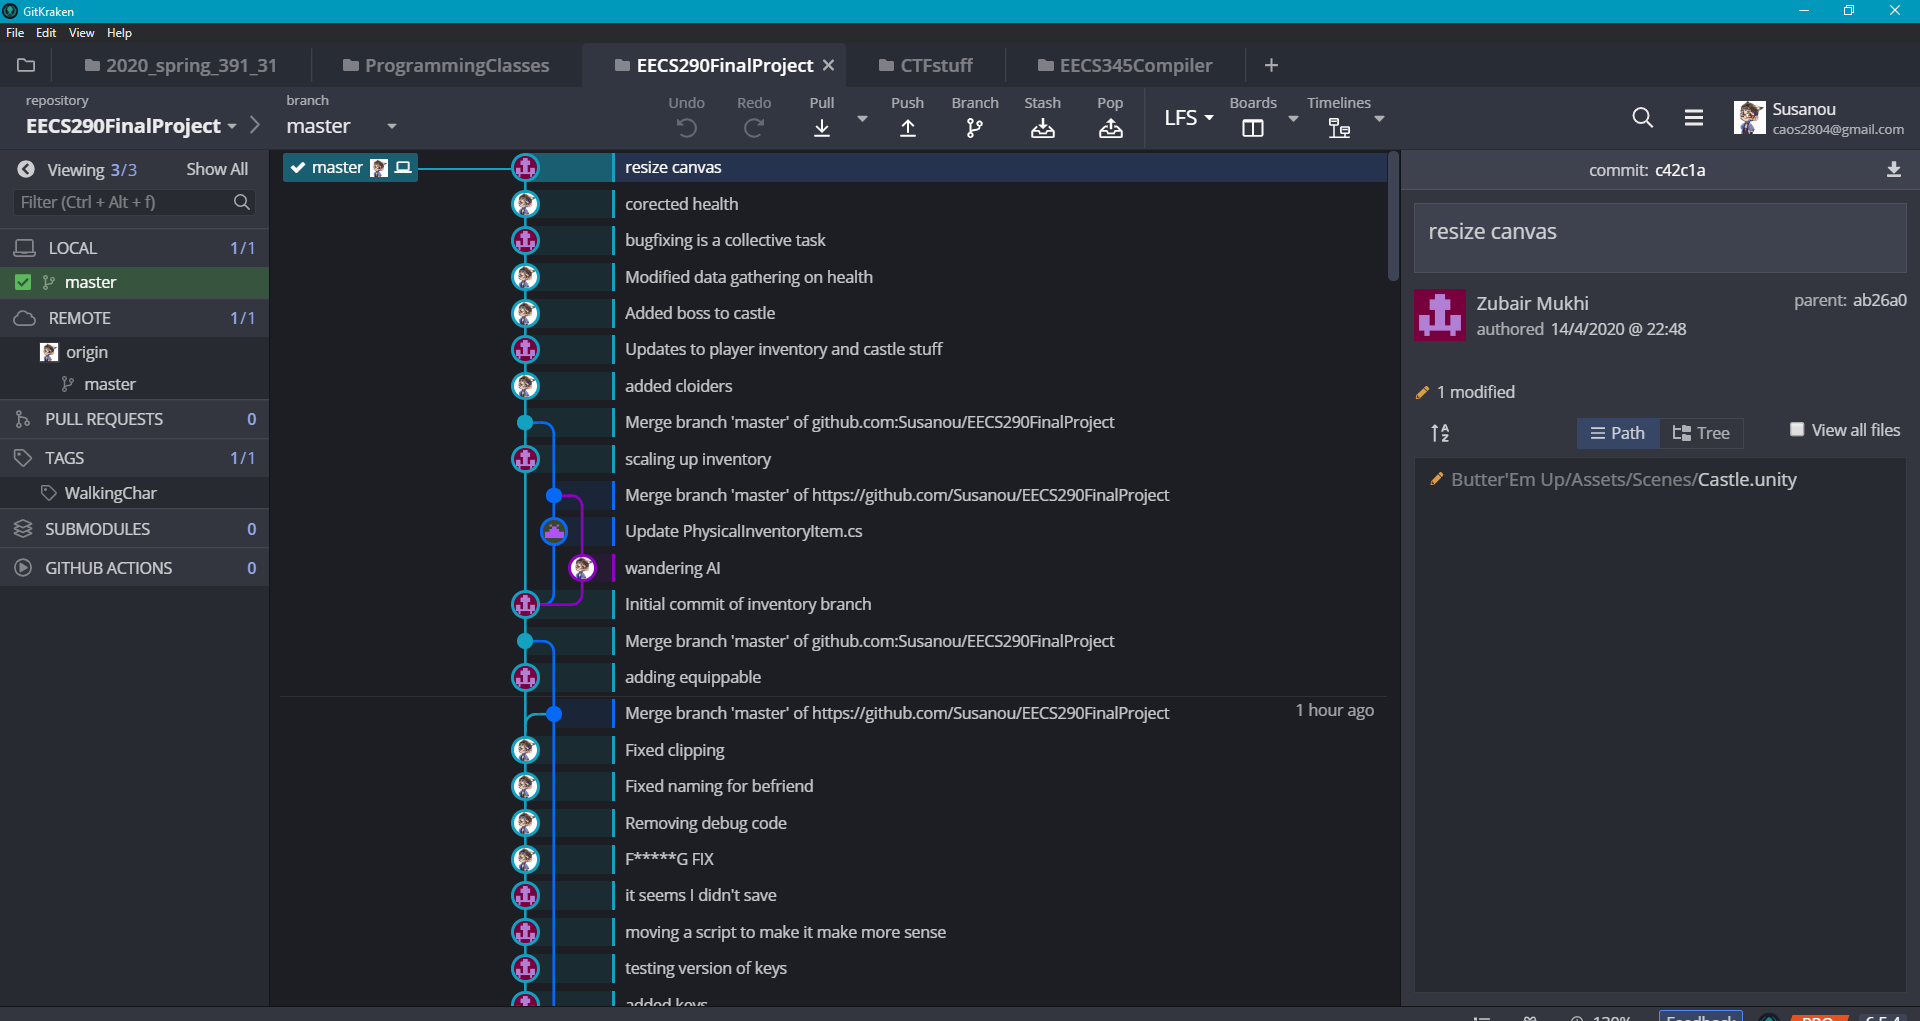 GitKraken
File Edit View Help
2020_spring_391_31 ProgrammingClasses EECS290FinalProject CTFstuff EECS345Compiler
repository branch
EECS290FinalProject master
Undo Redo Pull Push Branch Stash Pop LFS Boards Timelines
Susanou
caos2804@gmail.com
Viewing 3/3 Show All
Filter (Ctrl + Alt + f)
LOCAL 1/1
master
REMOTE 1/1
origin
master
PULL REQUESTS 0
TAGS 1/1
WalkingChar
SUBMODULES 0
GITHUB ACTIONS 0
master
resize canvas
corected health
bugfixing is a collective task
Modified data gathering on health
Added boss to castle
Updates to player inventory and castle stuff
added cloiders
Merge branch 'master' of github.com:Susanou/EECS290FinalProject
scaling up inventory
Merge branch 'master' of https://github.com/Susanou/EECS290FinalProject
Update PhysicalInventoryItem.cs
wandering AI
Initial commit of inventory branch
Merge branch 'master' of github.com:Susanou/EECS290FinalProject
adding equippable
Merge branch 'master' of https://github.com/Susanou/EECS290FinalProject 1 hour ago
Fixed clipping
Fixed naming for befriend
Removing debug code
F*****G FIX
it seems I didn't save
moving a script to make it make more sense
testing version of keys
added keys
commit: c42c1a
resize canvas
Zubair Mukhi parent: ab26a0
authored 14/4/2020 @ 22:48
1 modified
Path Tree View all files
Butter'Em Up/Assets/Scenes/Castle.unity
120% Feedback PRO 6.5.4